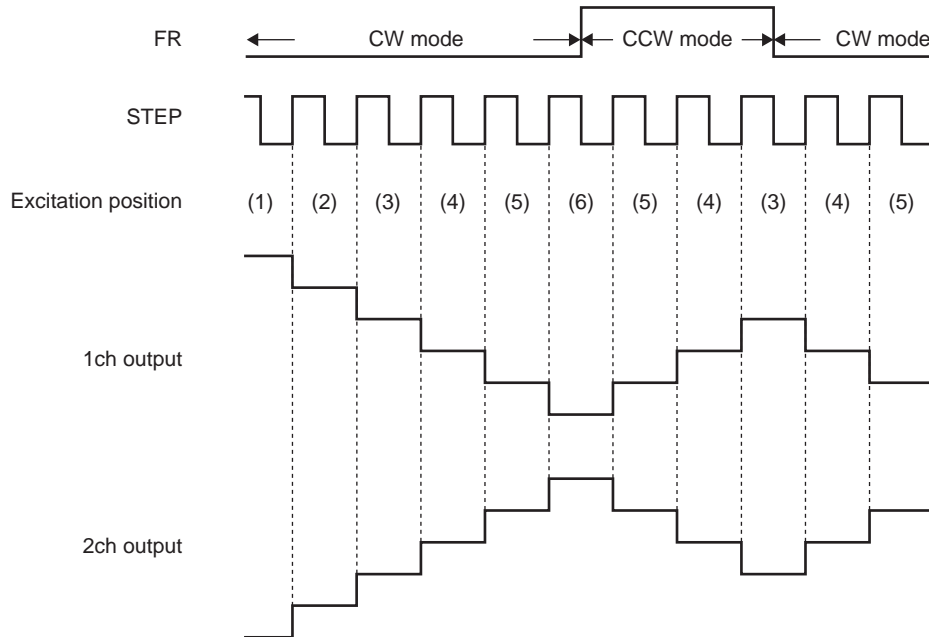 FR
CW mode
CCW mode
CW mode
STEP
Excitation position
(1) (2) (3) (4) (5) (6) (5) (4) (3) (4) (5)
1ch output
2ch output